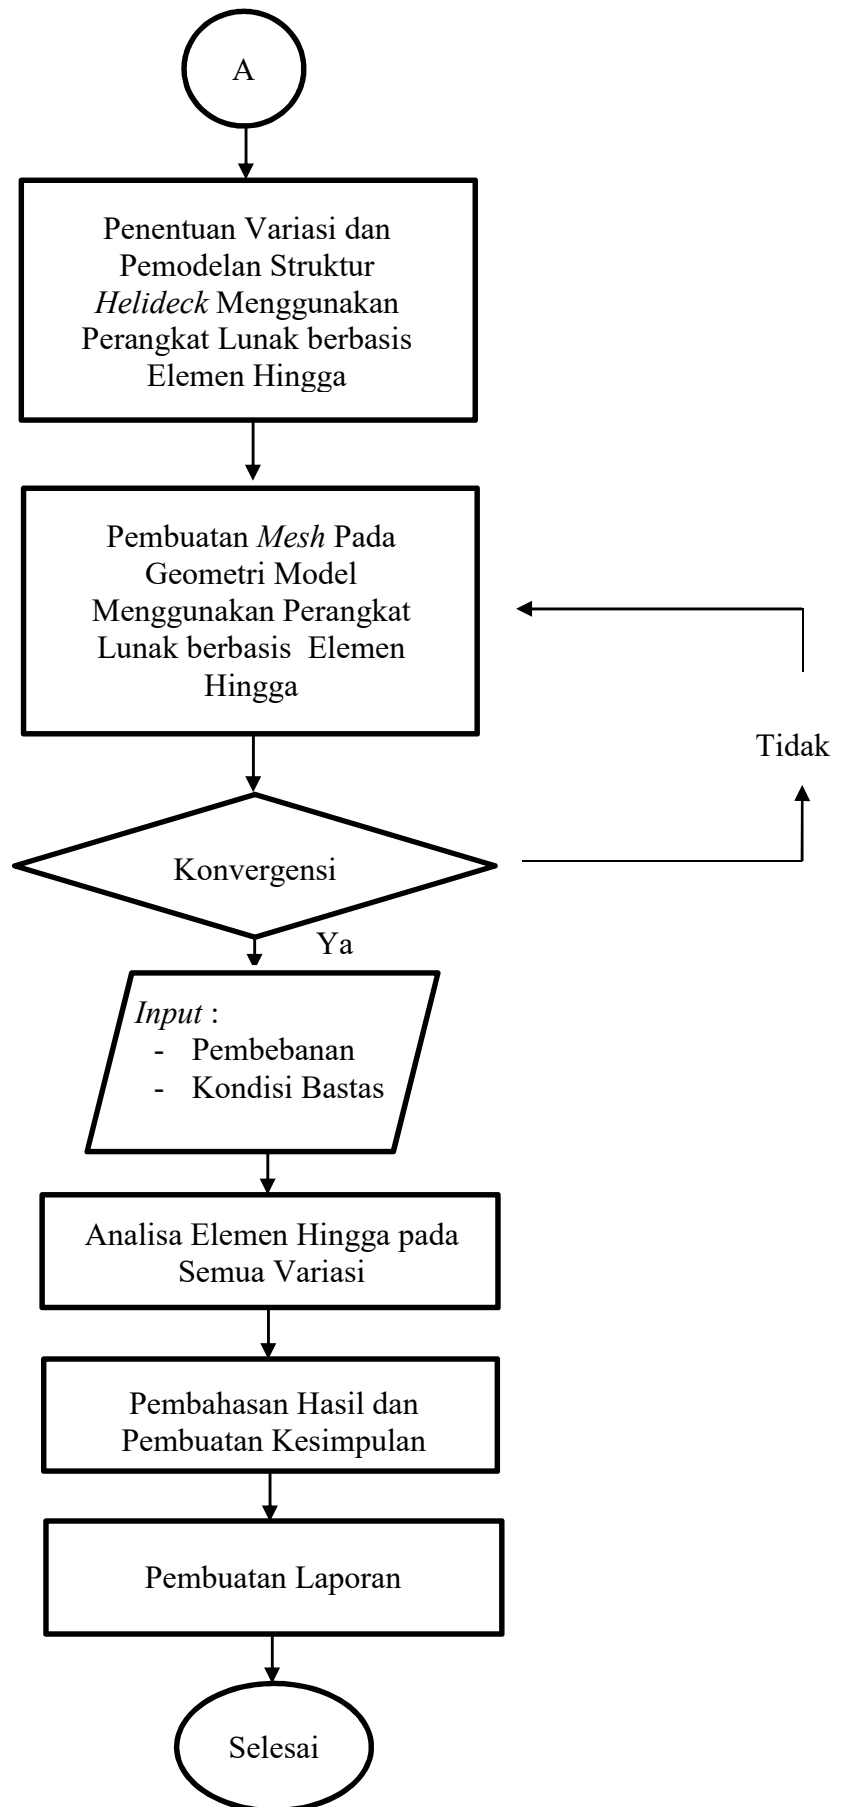 A
Penentuan Variasi dan
Pemodelan Struktur
Helideck Menggunakan
Perangkat Lunak berbasis
Elemen Hingga
Pembuatan Mesh Pada
Geometri Model
Menggunakan Perangkat
Lunak berbasis  Elemen
Hingga
Tidak
Konvergensi
Ya
Input :
- Pembebanan
- Kondisi Bastas
Analisa Elemen Hingga pada
Semua Variasi
Pembahasan Hasil dan
Pembuatan Kesimpulan
Pembuatan Laporan
Selesai